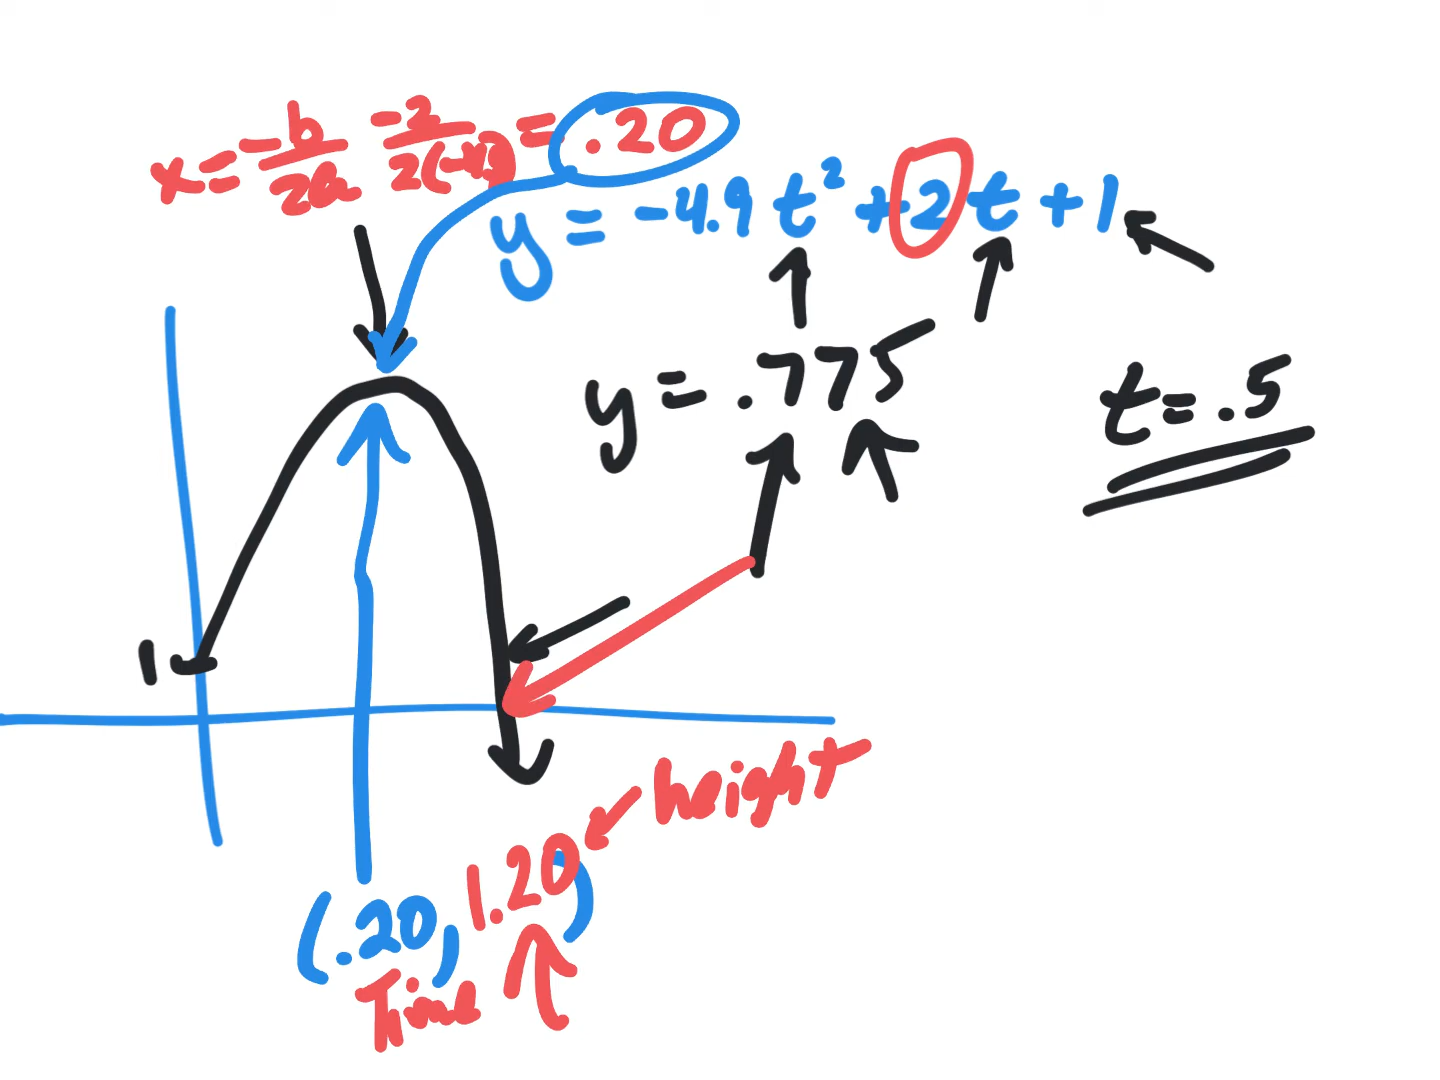 x = -b/2a -2/2(-4.9) = .20
y = -4.9t² + 2t + 1
y = .775
t = .5
1
height
(.20, 1.20)
Time